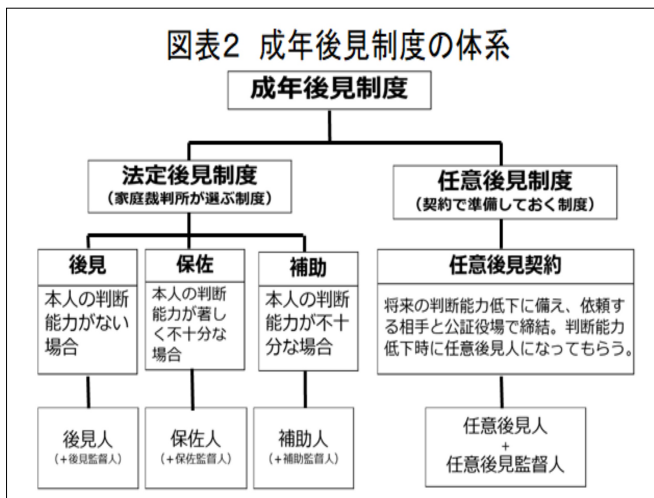 図表2 成年後見制度の体系
成年後見制度
法定後見制度
(家庭裁判所が選ぶ制度)
任意後見制度
(契約で準備しておく制度)
後見
本人の判断
能力がない
場合
保佐
本人の判断
能力が著し
く不十分な
場合
補助
本人の判断
能力が不十
分な場合
任意後見契約
将来の判断能力低下に備え、依頼す
る相手と公証役場で締結。判断能力
低下時に任意後見人になってもらう。
後見人
(+後見監督人)
保佐人
(+保佐監督人)
補助人
(+補助監督人)
任意後見人
+
任意後見監督人